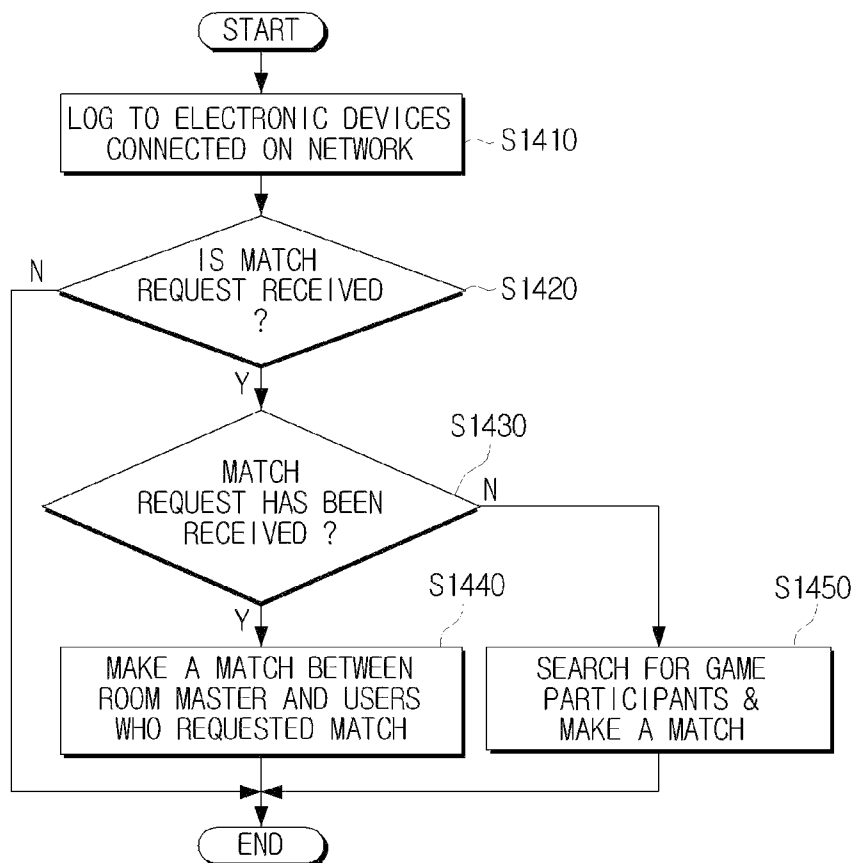 START
LOG TO ELECTRONIC DEVICES
CONNECTED ON NETWORK
S1410
IS MATCH
REQUEST RECEIVED
?
N
S1420
Y
S1430
MATCH
REQUEST HAS BEEN
RECEIVED ?
N
S1440
Y
S1450
MAKE A MATCH BETWEEN
ROOM MASTER AND USERS
WHO REQUESTED MATCH
SEARCH FOR GAME
PARTICIPANTS &
MAKE A MATCH
END